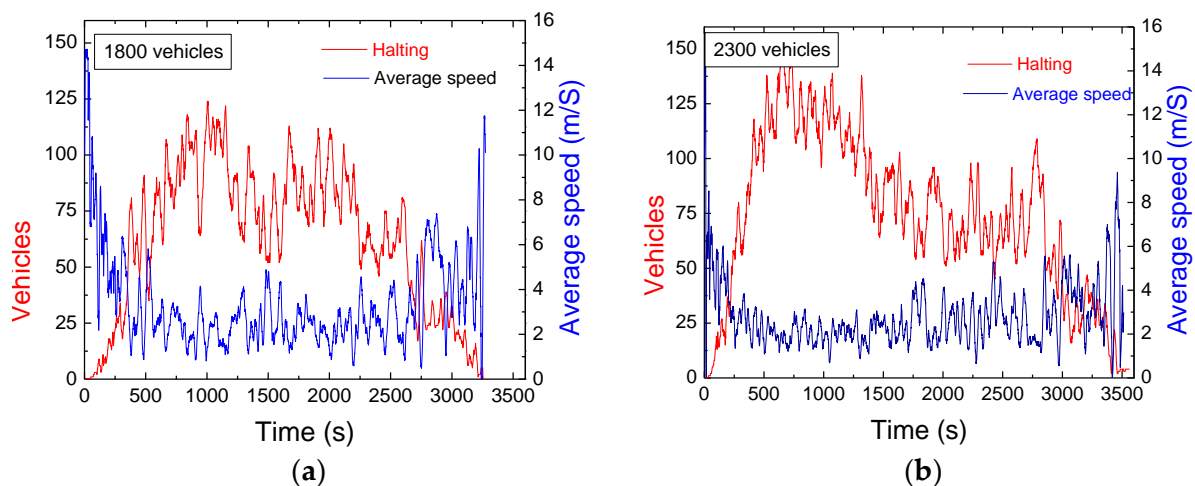 1800 vehicles
Halting
Average speed
Vehicles
150
125
100
75
50
25
0
16
14
12
10
8
6
4
2
0
Average speed (m/S)
0 500 1000 1500 2000 2500 3000 3500
Time (s)
(a)
2300 vehicles
Halting
Average speed
Vehicles
150
125
100
75
50
25
0
16
14
12
10
8
6
4
2
0
Average speed (m/S)
0 500 1000 1500 2000 2500 3000 3500
Time (s)
(b)